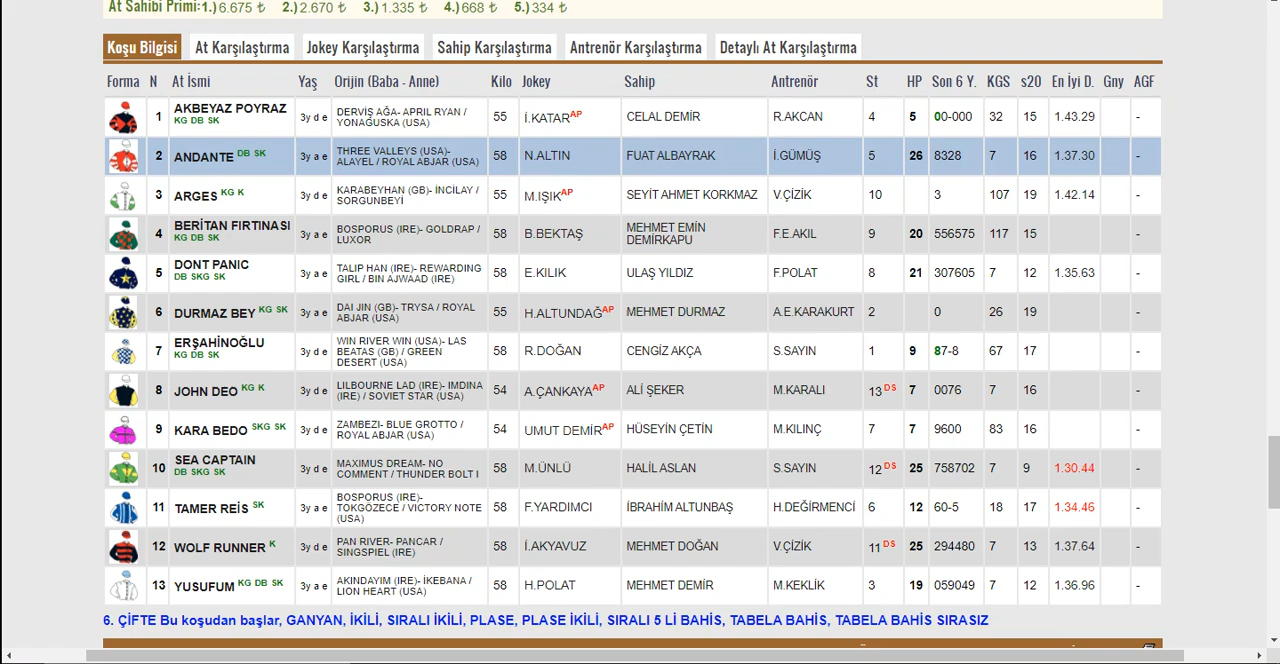 At Sahibi Primi:1.) 6.675 ₺ 2.) 2.670 ₺ 3.) 1.335 ₺ 4.) 668 ₺ 5.) 334 ₺
Koşu Bilgisi At Karşılaştırma Jokey Karşılaştırma Sahip Karşılaştırma Antrenör Karşılaştırma Detaylı At Karşılaştırma
Forma N At İsmi Yaş Orijin (Baba - Anne) Kilo Jokey Sahip Antrenör St HP Son 6 Y. KGS s20 En İyi D. Gny AGF
1 AKBEYAZ POYRAZ KG DB SK 3y d e DERVİŞ AĞA- APRIL RYAN / YONAĞUSKA (USA) 55 İ.KATAR AP CELAL DEMİR R.AKCAN 4 5 00-000 32 15 1.43.29 -
2 ANDANTE DB SK 3y a e THREE VALLEYS (USA)- ALAYEL / ROYAL ABJAR (USA) 58 N.ALTIN FUAT ALBAYRAK İ.GÜMÜŞ 5 26 8328 7 16 1.37.30 -
3 ARGES KG K 3y d e KARABEYHAN (GB)- İNCİLAY / SORGUNBEYİ 55 M.IŞIK AP SEYİT AHMET KORKMAZ V.ÇİZİK 10 3 107 19 1.42.14 -
4 BERİTAN FIRTINASI KG DB SK 3y a e BOSPORUS (IRE)- GOLDRAP / LUXOR 58 B.BEKTAŞ MEHMET EMİN DEMİRKAPU F.E.AKIL 9 20 556575 117 15 -
5 DONT PANIC DB SKG SK 3y a e TALIP HAN (IRE)- REWARDING GIRL / BIN AJWAAD (IRE) 58 E.KILIK ULAŞ YILDIZ F.POLAT 8 21 307605 7 12 1.35.63 -
6 DURMAZ BEY KG SK 3y a e DAI JIN (GB)- TRYSA / ROYAL ABJAR (USA) 55 H.ALTUNDAĞ AP MEHMET DURMAZ A.E.KARAKURT 2 0 26 19 -
7 ERŞAHİNOĞLU KG DB SK 3y d e WIN RIVER WIN (USA)- LAS BEATAS (GB) / GREEN DESERT (USA) 58 R.DOĞAN CENGİZ AKÇA S.SAYIN 1 9 87-8 67 17 -
8 JOHN DEO KG K 3y d e LILBOURNE LAD (IRE)- IMDINA (IRE) / SOVIET STAR (USA) 54 A.ÇANKAYA AP ALİ ŞEKER M.KARALI 13 DS 7 0076 7 16 -
9 KARA BEDO SKG SK 3y d e ZAMBEZI- BLUE GROTTO / ROYAL ABJAR (USA) 54 UMUT DEMİR AP HÜSEYİN ÇETİN M.KILINÇ 7 7 9600 83 16 -
10 SEA CAPTAIN DB SKG SK 3y d e MAXIMUS DREAM- NO COMMENT / THUNDER BOLT I 58 M.ÜNLÜ HALİL ASLAN S.SAYIN 12 DS 25 758702 7 9 1.30.44 -
11 TAMER REİS SK 3y a e BOSPORUS (IRE)- TOKGÖZECE / VICTORY NOTE (USA) 58 F.YARDIMCI İBRAHİM ALTUNBAŞ H.DEĞİRMENCİ 6 12 60-5 18 17 1.34.46 -
12 WOLF RUNNER K 3y d e PAN RIVER- PANCAR / SINGSPIEL (IRE) 58 İ.AKYAVUZ MEHMET DOĞAN V.ÇİZİK 11 DS 25 294480 7 13 1.37.64 -
13 YUSUFUM KG DB SK 3y a e AKINDAYIM (IRE)- İKEBANA / LION HEART (USA) 58 H.POLAT MEHMET DEMİR M.KEKLİK 3 19 059049 7 12 1.36.96 -
6. ÇİFTE Bu koşudan başlar, GANYAN, İKİLİ, SIRALI İKİLİ, PLASE, PLASE İKİLİ, SIRALI 5 Lİ BAHİS, TABELA BAHİS, TABELA BAHİS SIRASIZ